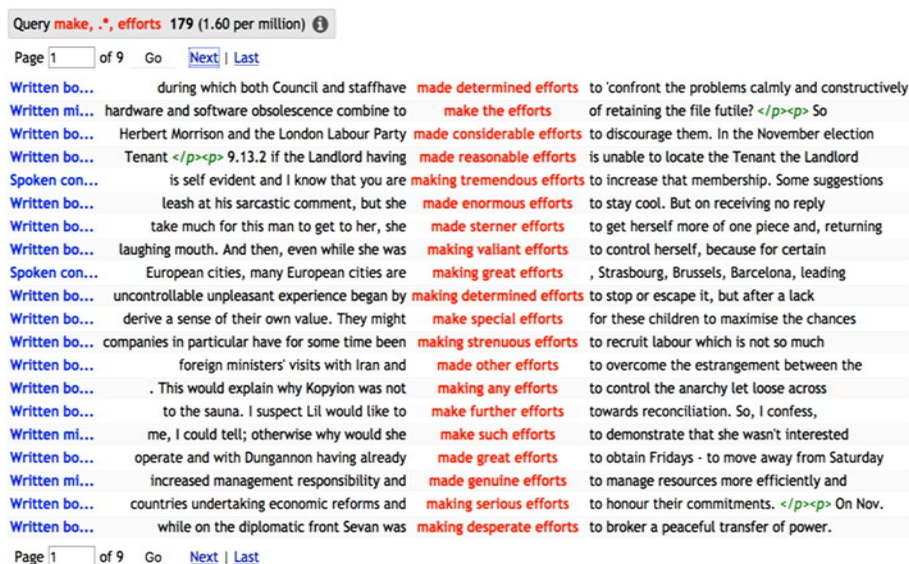 Query make, .*, efforts 179 (1.60 per million) i
Page 1 of 9 Go Next | Last
Written bo... during which both Council and staffhave made determined efforts to 'confront the problems calmly and constructively
Written mi... hardware and software obsolescence combine to make the efforts of retaining the file futile? </p><p> So
Written bo... Herbert Morrison and the London Labour Party made considerable efforts to discourage them. In the November election
Written bo... Tenant </p><p> 9.13.2 if the Landlord having made reasonable efforts is unable to locate the Tenant the Landlord
Spoken con... is self evident and I know that you are making tremendous efforts to increase that membership. Some suggestions
Written bo... leash at his sarcastic comment, but she made enormous efforts to stay cool. But on receiving no reply
Written bo... take much for this man to get to her, she made sterner efforts to get herself more of one piece and, returning
Written bo... laughing mouth. And then, even while she was making valiant efforts to control herself, because for certain
Spoken con... European cities, many European cities are making great efforts , Strasbourg, Brussels, Barcelona, leading
Written bo... uncontrollable unpleasant experience began by making determined efforts to stop or escape it, but after a lack
Written bo... derive a sense of their own value. They might make special efforts for these children to maximise the chances
Written bo... companies in particular have for some time been making strenuous efforts to recruit labour which is not so much
Written bo... foreign ministers' visits with Iran and made other efforts to overcome the estrangement between the
Written bo... . This would explain why Kopyion was not making any efforts to control the anarchy let loose across
Written bo... to the sauna. I suspect Lil would like to make further efforts towards reconciliation. So, I confess,
Written mi... me, I could tell; otherwise why would she make such efforts to demonstrate that she wasn't interested
Written bo... operate and with Dungannon having already made great efforts to obtain Fridays - to move away from Saturday
Written mi... increased management responsibility and made genuine efforts to manage resources more efficiently and
Written bo... countries undertaking economic reforms and making serious efforts to honour their commitments. </p><p> On Nov.
Written bo... while on the diplomatic front Sevan was making desperate efforts to broker a peaceful transfer of power.
Page 1 of 9 Go Next | Last